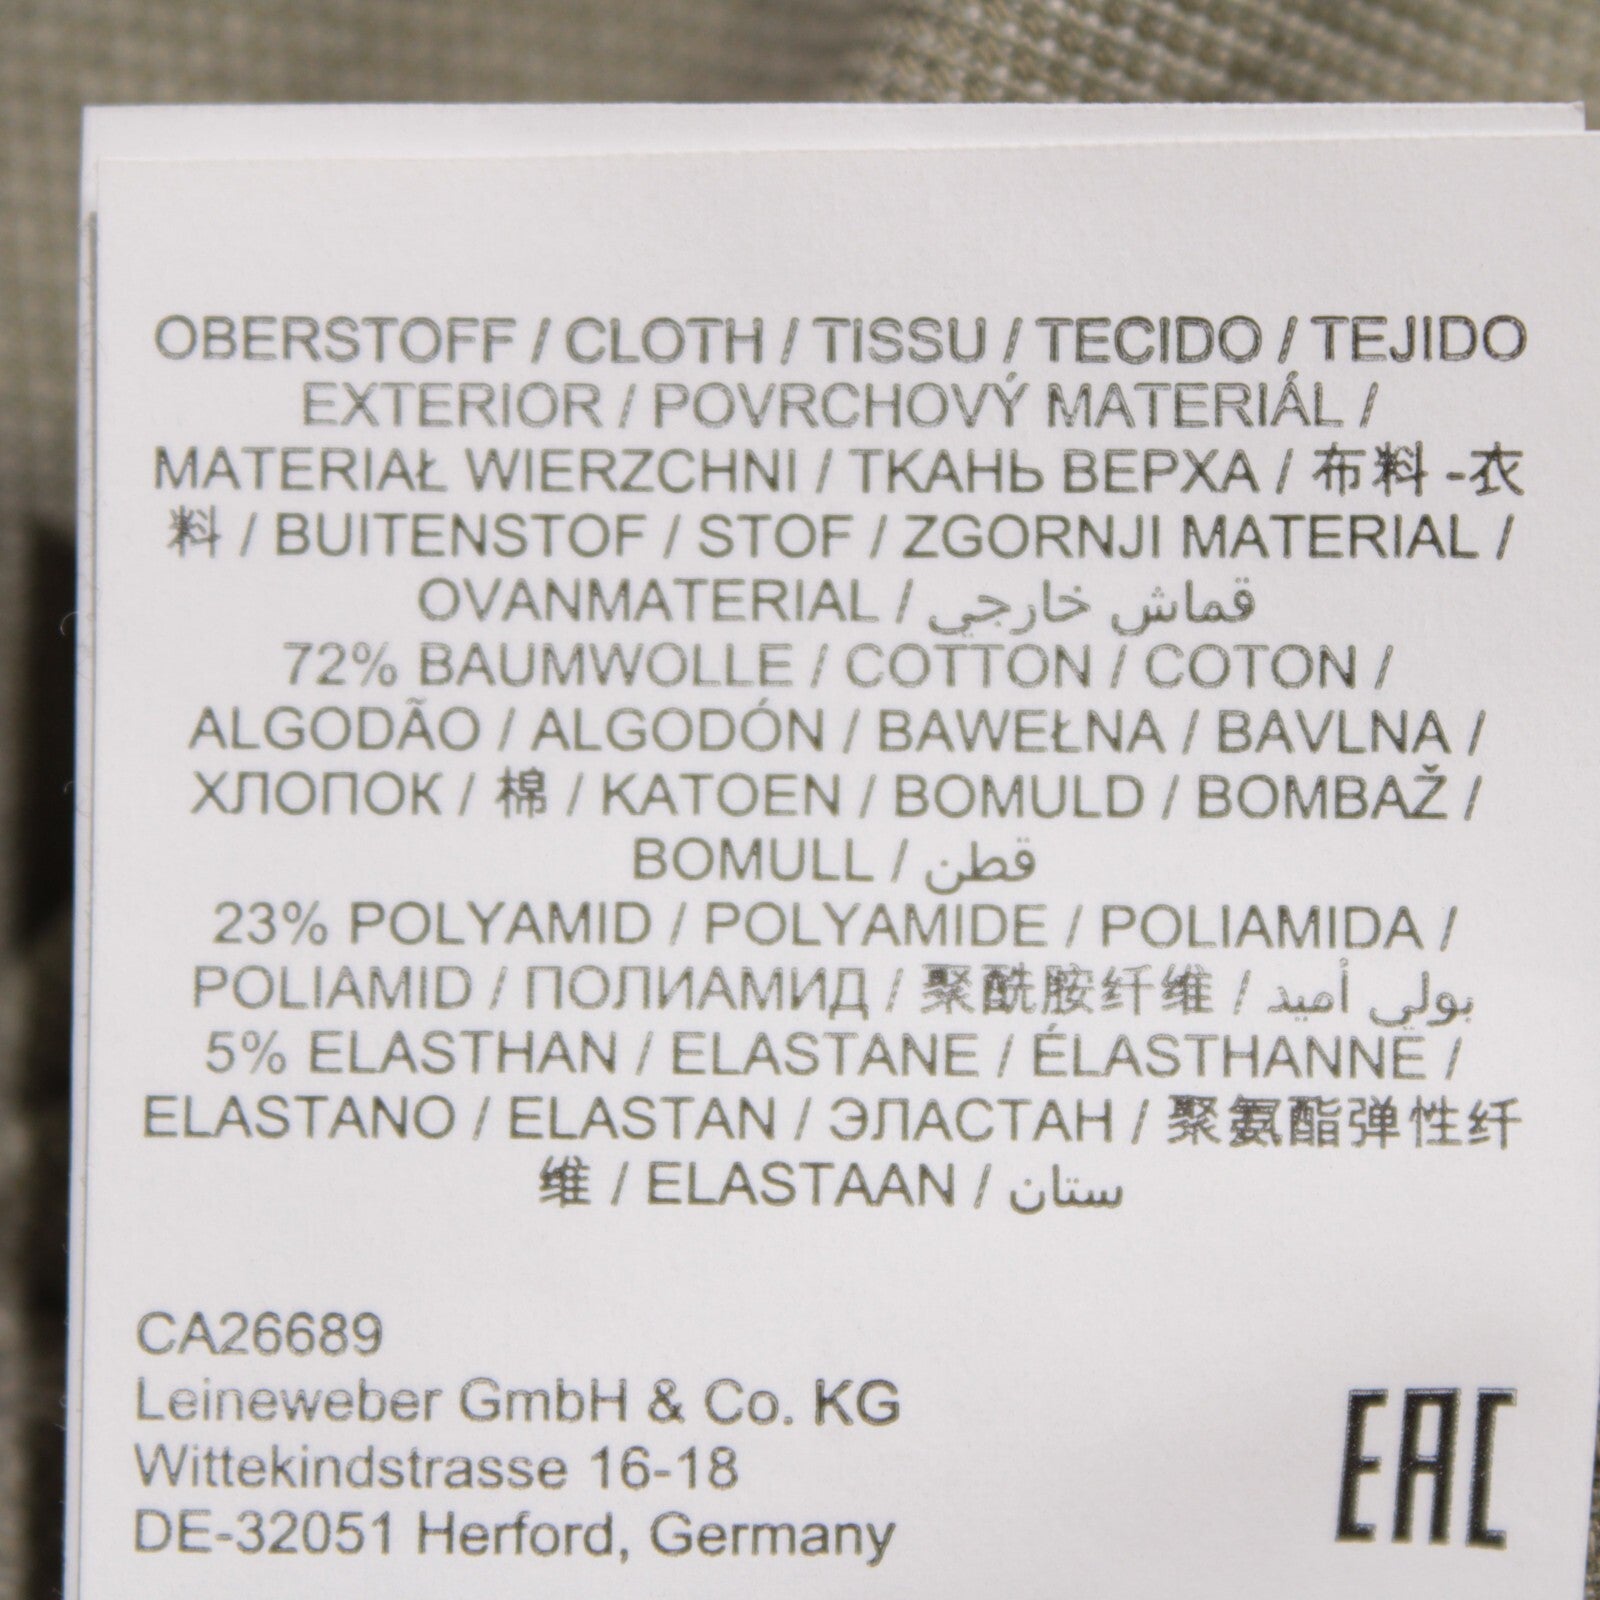 OBERSTOFF / CLOTH / TISSU / TECIDO / TEJIDO
EXTERIOR / POVRCHOVÝ MATERIÁL /
MATERIAŁ WIERZCHNI / ТКАНЬ ВЕРХА / 布料 -衣
料 / BUITENSTOF / STOF / ZGORNJI MATERIAL /
OVANMATERIAL / قماش خارجي
72% BAUMWOLLE / COTTON / COTON /
ALGODÃO / ALGODÓN / BAWEŁNA / BAVLNA /
ХЛОПОК / 棉 / KATOEN / BOMULD / BOMBAŽ /
BOMULL / قطن
23% POLYAMID / POLYAMIDE / POLIAMIDA /
POLIAMID / ПОЛИАМИД / 聚酰胺纤维 / بولي أميد
5% ELASTHAN / ELASTANE / ÉLASTHANNE /
ELASTANO / ELASTAN / ЭЛАСТАН / 聚氨酯弹性纤
维 / ELASTAAN / ستان
CA26689
Leineweber GmbH & Co. KG
Wittekindstrasse 16-18
DE-32051 Herford, Germany
EAC